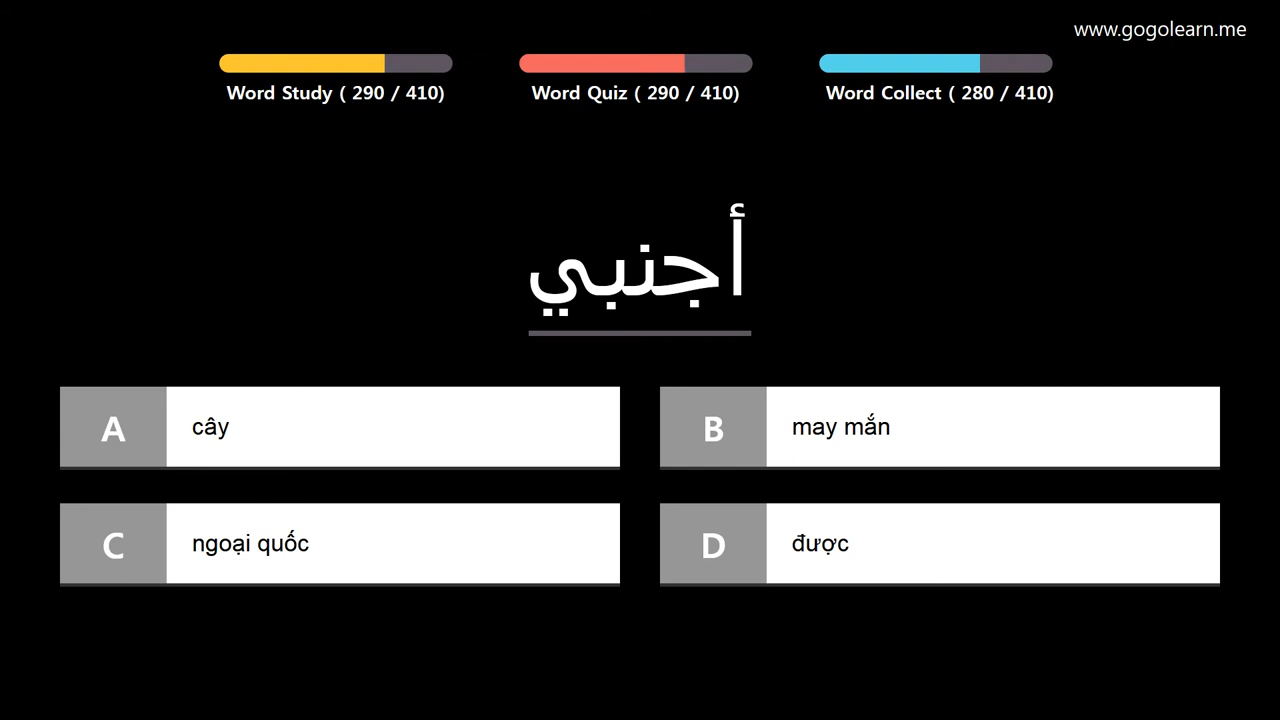 www.gogolearn.me
Word Study ( 290 / 410)
Word Quiz ( 290 / 410)
Word Collect ( 280 / 410)
أجنبي
A
cây
B
may mắn
C
ngoại quốc
D
được